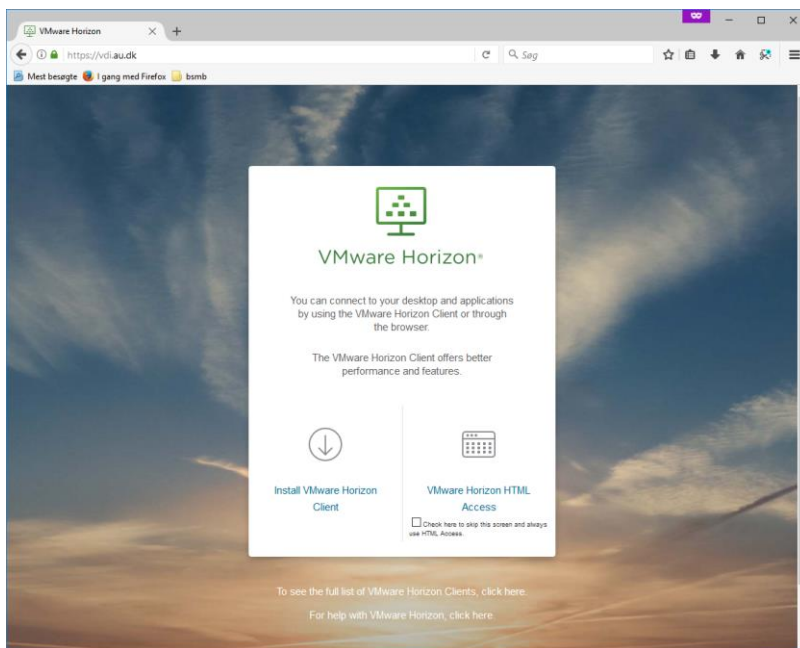 VMware Horizon
https://vdi.au.dk
Søg
Mest besøgte I gang med Firefox bsmb
VMware Horizon®
You can connect to your desktop and applications
by using the VMware Horizon Client or through
the browser.
The VMware Horizon Client offers better
performance and features.
Install VMware Horizon
Client
VMware Horizon HTML
Access
Check here to skip this screen and always
use HTML Access.
To see the full list of VMware Horizon Clients, click here.
For help with VMware Horizon, click here